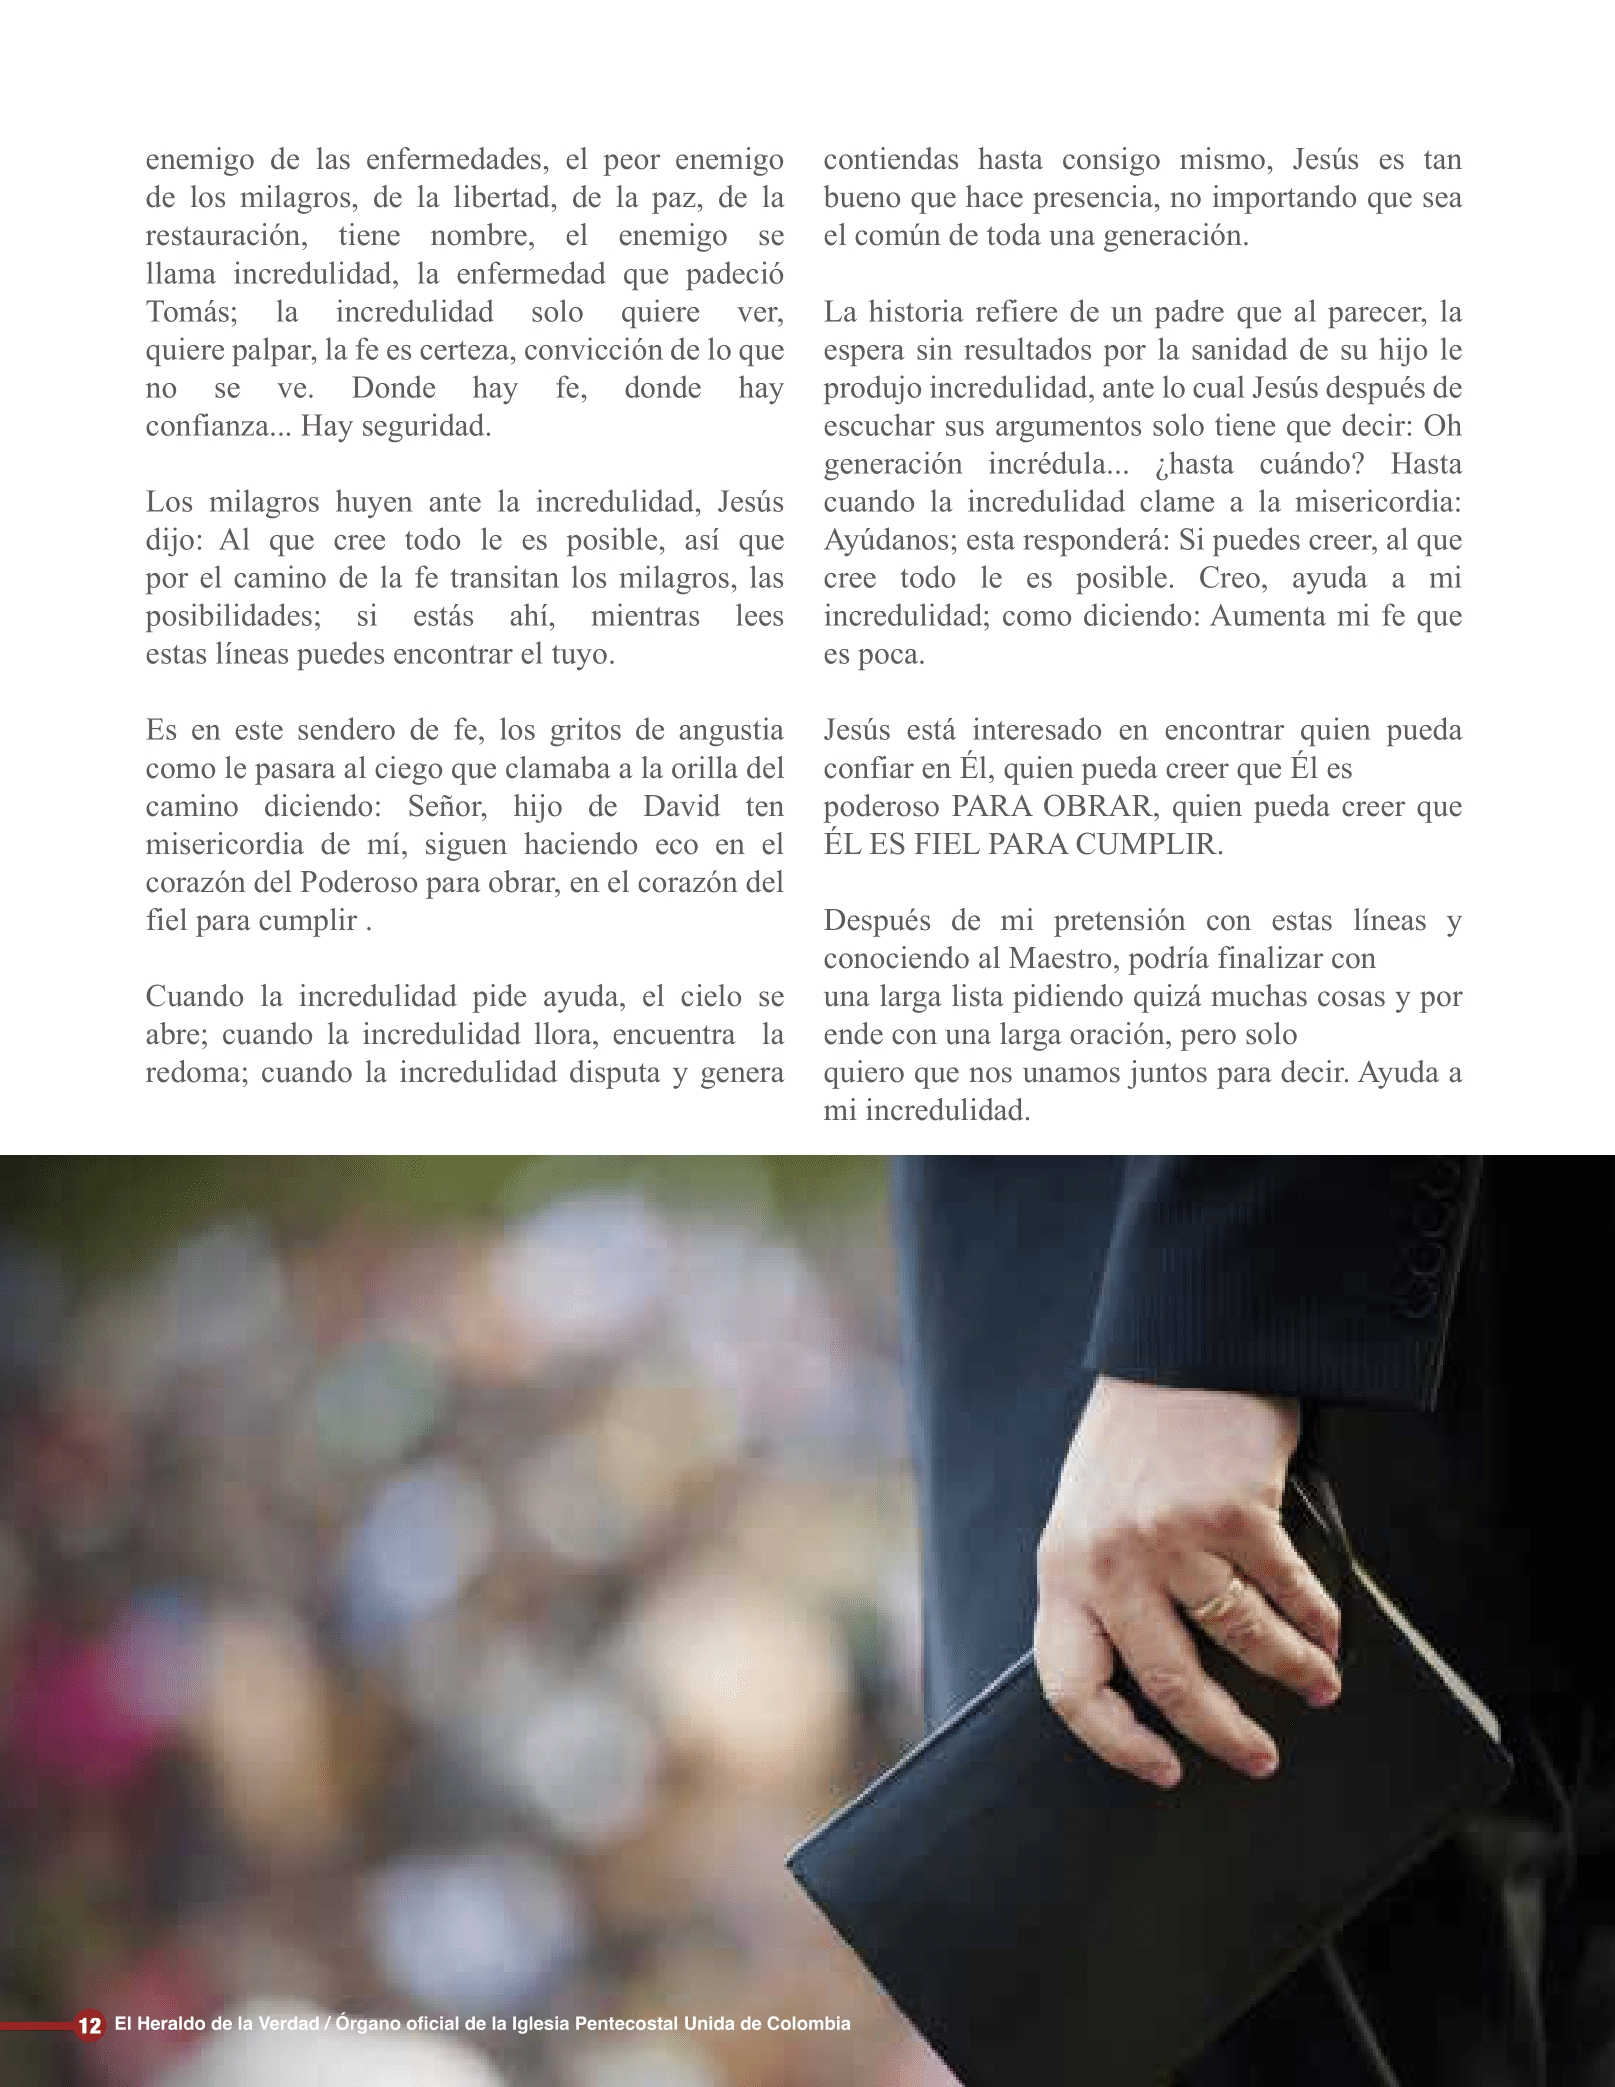 enemigo de las enfermedades, el peor enemigo
de los milagros, de la libertad, de la paz, de la
restauración, tiene nombre, el enemigo se
llama incredulidad, la enfermedad que padeció
Tomás; la incredulidad solo quiere ver,
quiere palpar, la fe es certeza, convicción de lo que
no se ve. Donde hay fe, donde hay
confianza... Hay seguridad.

Los milagros huyen ante la incredulidad, Jesús
dijo: Al que cree todo le es posible, así que
por el camino de la fe transitan los milagros, las
posibilidades; si estás ahí, mientras lees
estas líneas puedes encontrar el tuyo.

Es en este sendero de fe, los gritos de angustia
como le pasara al ciego que clamaba a la orilla del
camino diciendo: Señor, hijo de David ten
misericordia de mí, siguen haciendo eco en el
corazón del Poderoso para obrar, en el corazón del
fiel para cumplir .

Cuando la incredulidad pide ayuda, el cielo se
abre; cuando la incredulidad llora, encuentra la
redoma; cuando la incredulidad disputa y genera
contiendas hasta consigo mismo, Jesús es tan
bueno que hace presencia, no importando que sea
el común de toda una generación.

La historia refiere de un padre que al parecer, la
espera sin resultados por la sanidad de su hijo le
produjo incredulidad, ante lo cual Jesús después de
escuchar sus argumentos solo tiene que decir: Oh
generación incrédula... ¿hasta cuándo? Hasta
cuando la incredulidad clame a la misericordia:
Ayúdanos; esta responderá: Si puedes creer, al que
cree todo le es posible. Creo, ayuda a mi
incredulidad; como diciendo: Aumenta mi fe que
es poca.

Jesús está interesado en encontrar quien pueda
confiar en Él, quien pueda creer que Él es
poderoso PARA OBRAR, quien pueda creer que
ÉL ES FIEL PARA CUMPLIR.

Después de mi pretensión con estas líneas y
conociendo al Maestro, podría finalizar con
una larga lista pidiendo quizá muchas cosas y por
ende con una larga oración, pero solo
quiero que nos unamos juntos para decir. Ayuda a
mi incredulidad.

12 El Heraldo de la Verdad / Órgano oficial de la Iglesia Pentecostal Unida de Colombia